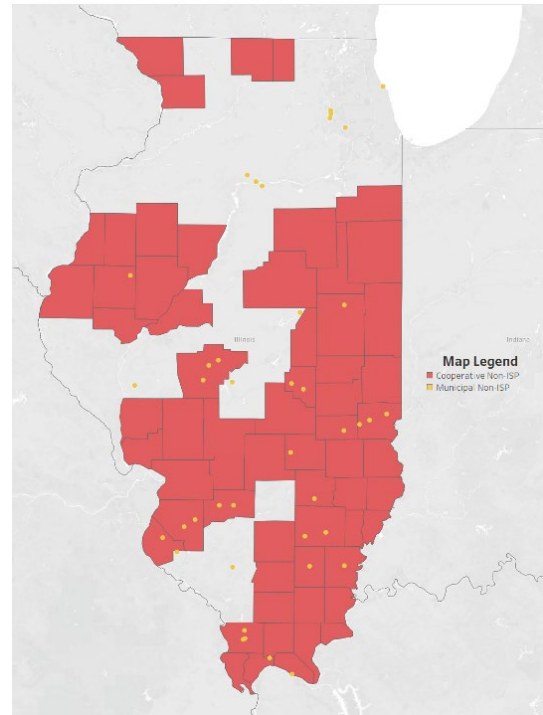 Illinois
Indiana
Map Legend
Cooperative Non-ISP
Municipal Non-ISP